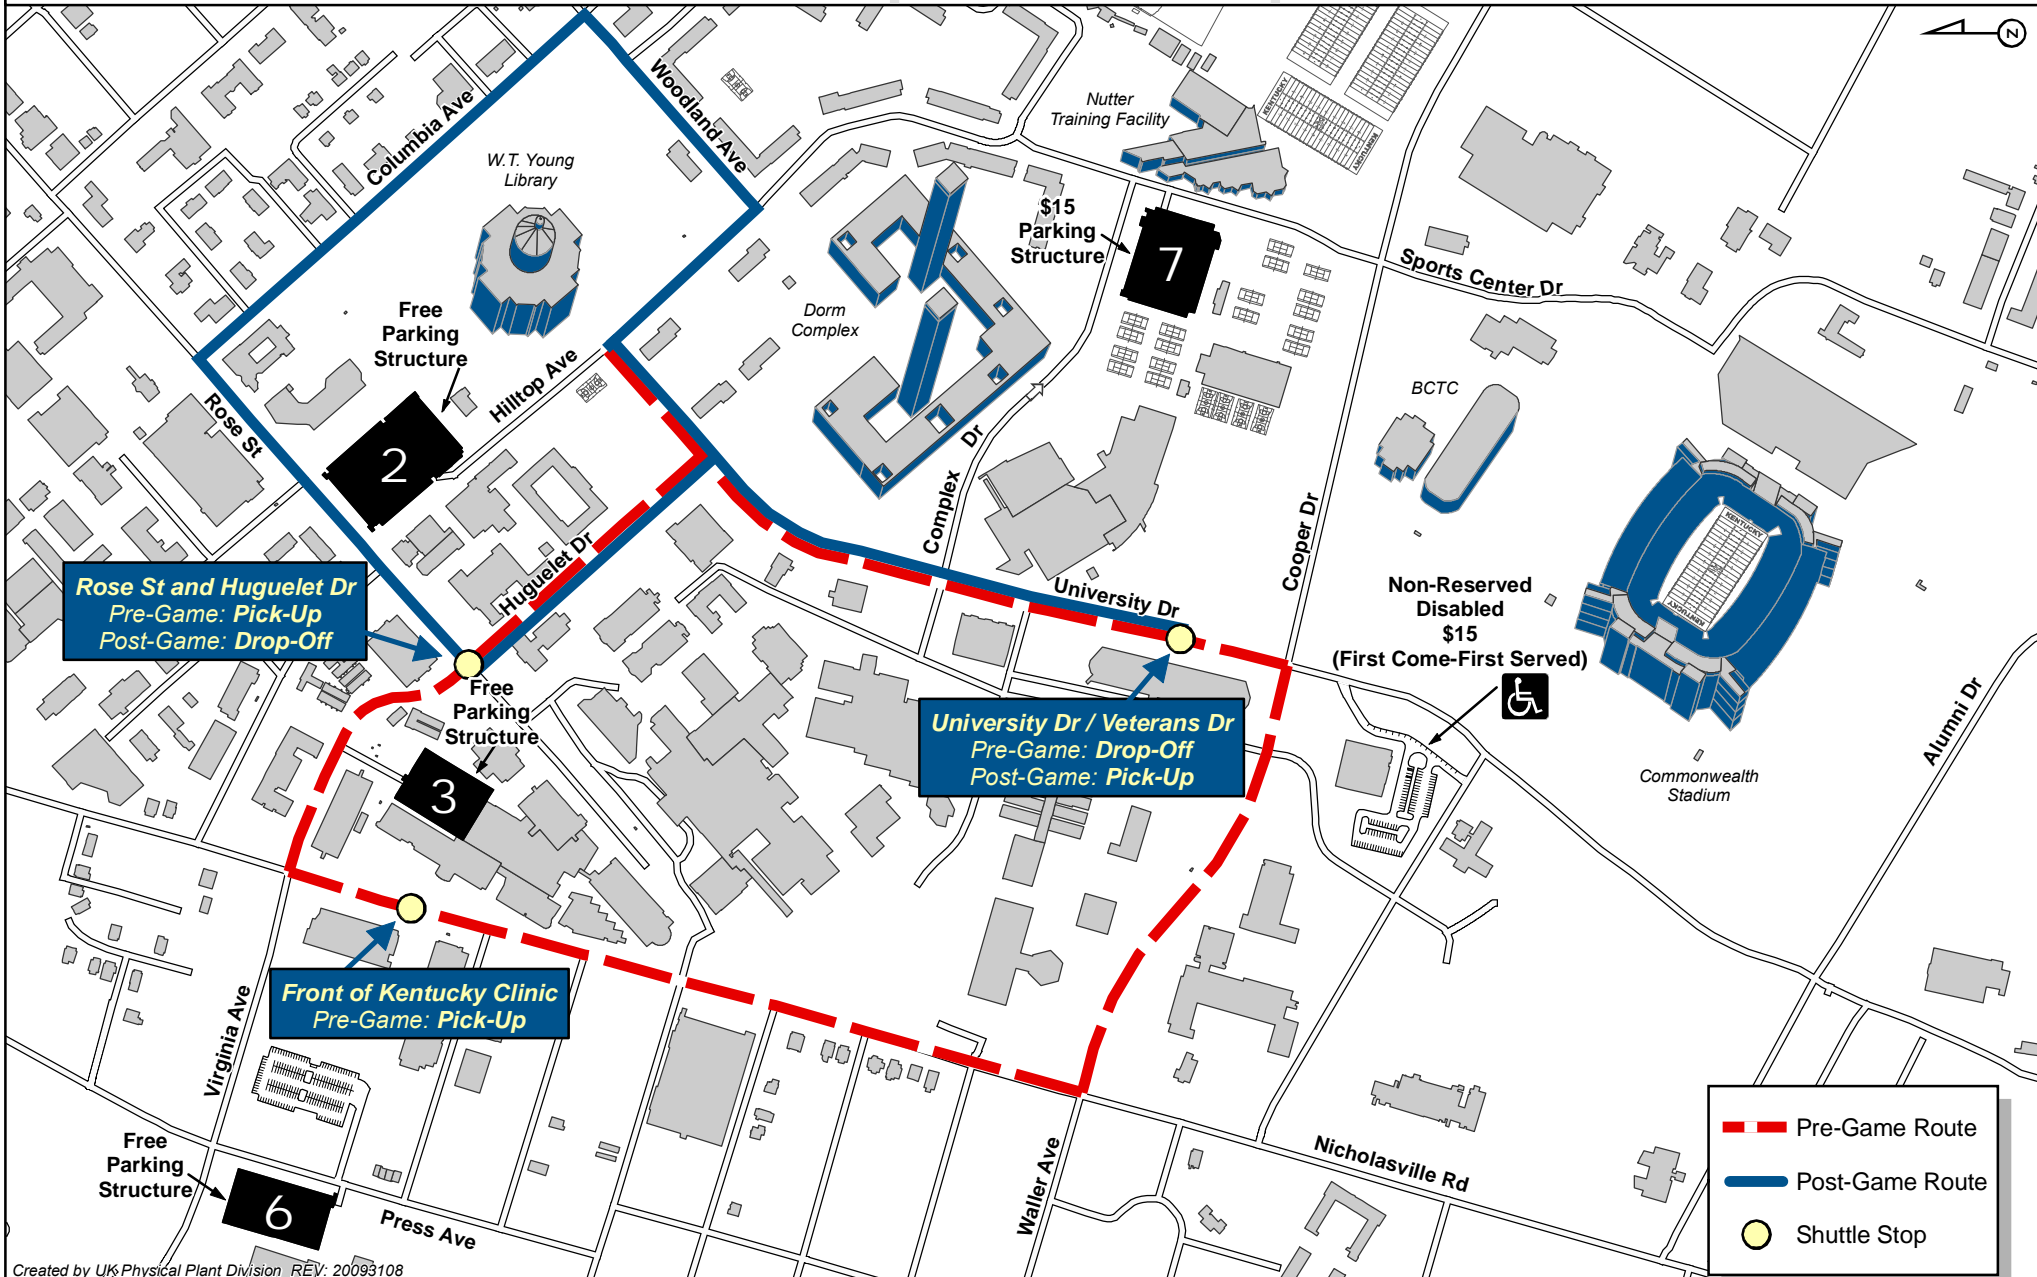 N
Columbia Ave
Woodland Ave
W.T. Young
Library
Nutter
Training Facility
KENTUCKY
KENTUCKY
$15
Parking
Structure
7
Sports Center Dr
Free
Parking
Structure
2
Hilltop Ave
Dorm
Complex
Rose St
BCTC
Complex Dr
Cooper Dr
KENTUCKY
KENTUCKY
Huguelet Dr
University Dr
Rose St and Huguelet Dr
Pre-Game: Pick-Up
Post-Game: Drop-Off
Non-Reserved
Disabled
$15
(First Come-First Served)
Free
Parking
Structure
3
University Dr / Veterans Dr
Pre-Game: Drop-Off
Post-Game: Pick-Up
Commonwealth
Stadium
Alumni Dr
Front of Kentucky Clinic
Pre-Game: Pick-Up
Virginia Ave
Free
Parking
Structure
6
Press Ave
Waller Ave
Nicholasville Rd
Pre-Game Route
Post-Game Route
Shuttle Stop
Created by UK Physical Plant Division REV: 20093108